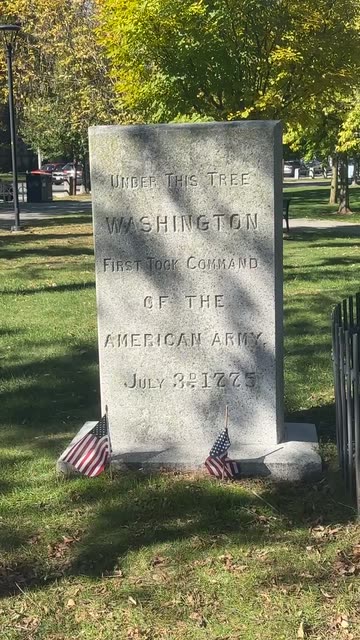 UNDER THIS TREE
WASHINGTON
FIRST TOOK COMMAND
OF THE
AMERICAN ARMY,
JULY 3D. 1775.